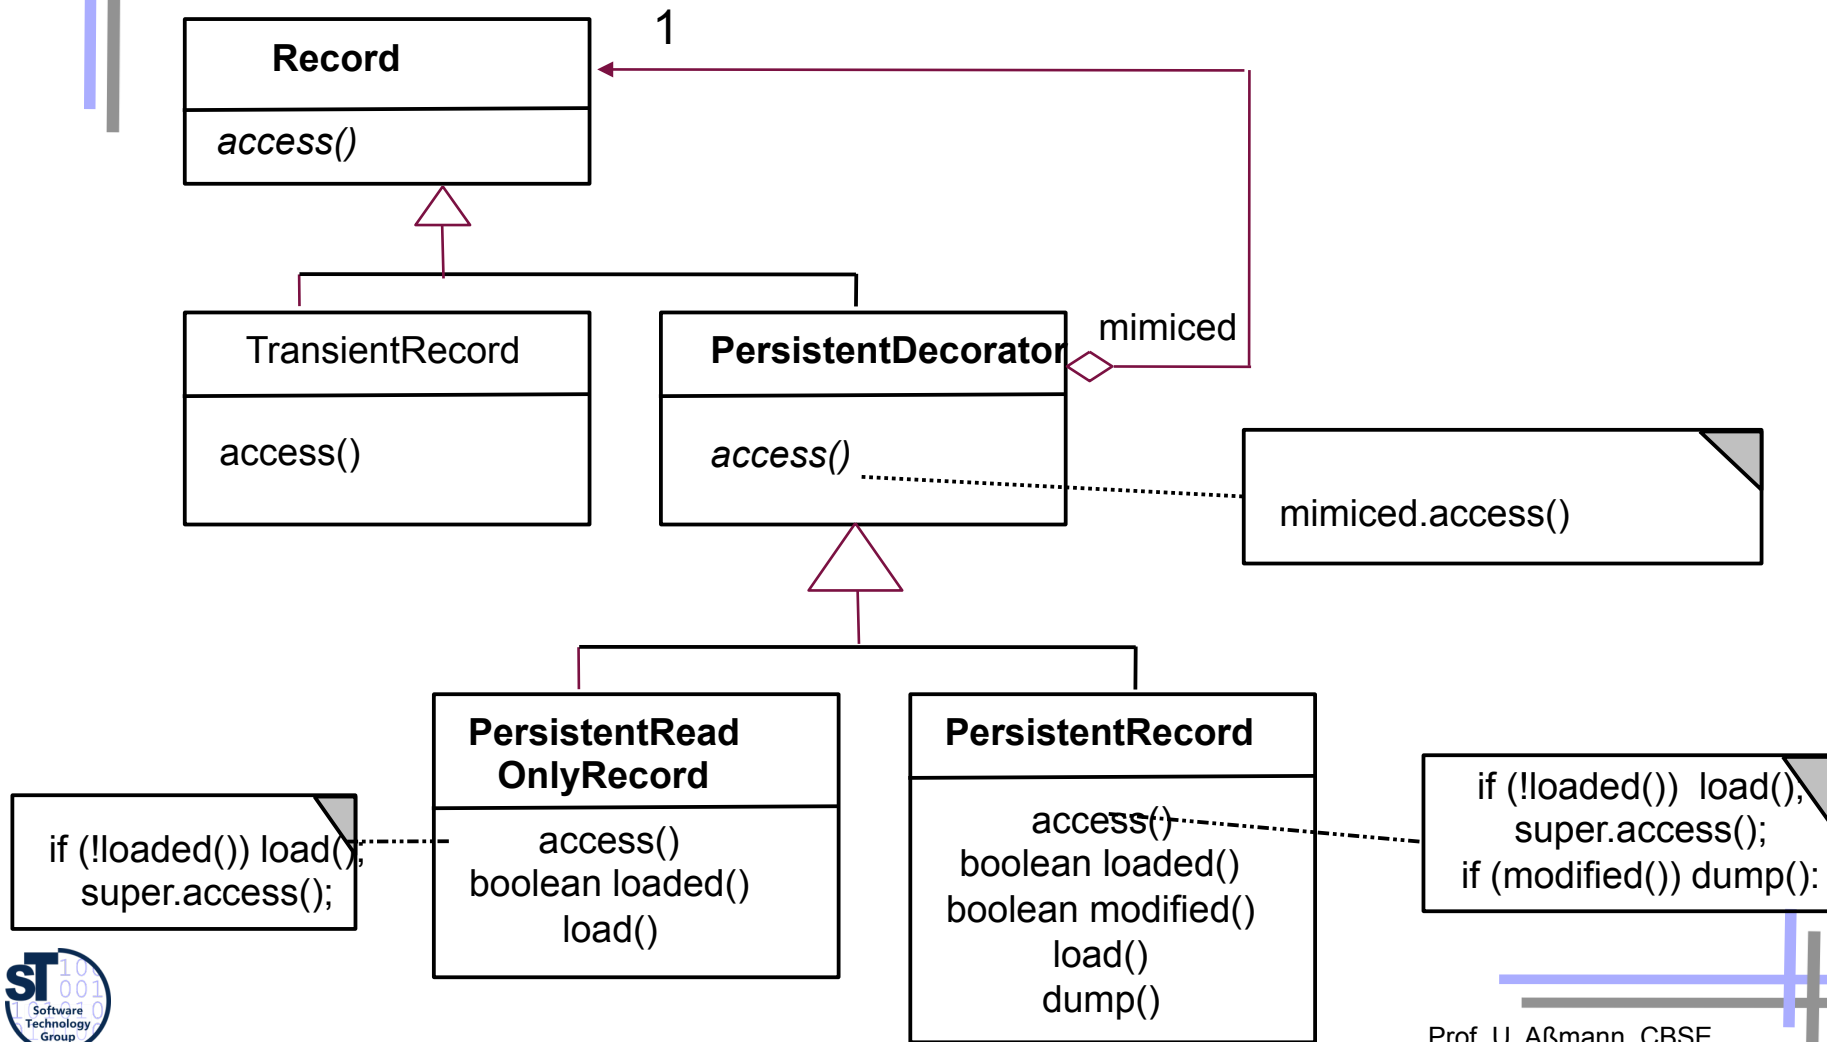 1
Record
access()
mimiced
TransientRecord
PersistentDecorator
access()
access()
mimiced.access()
PersistentRead
OnlyRecord
PersistentRecord
if (!loaded()) load();
super.access();
access()
boolean loaded()
load()
access()
boolean loaded()
boolean modified()
load()
dump()
if (!loaded()) load();
super.access();
if (modified()) dump():
Software
Technology
Group
Prof. U. Aßmann, CBSE